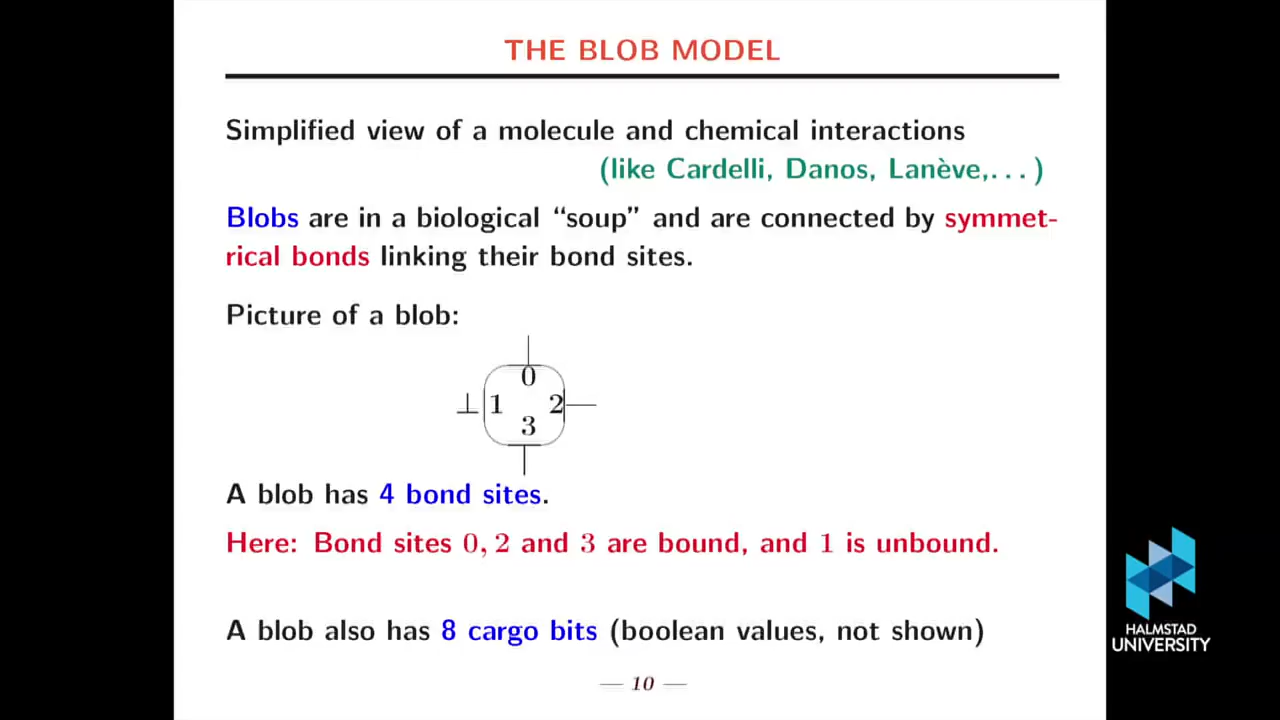 THE BLOB MODEL
Simplified view of a molecule and chemical interactions
(like Cardelli, Danos, Lanève,...)
Blobs are in a biological “soup” and are connected by symmet-
rical bonds linking their bond sites.
Picture of a blob:
0
⊥ 1 2
3
A blob has 4 bond sites.
Here: Bond sites 0, 2 and 3 are bound, and 1 is unbound.
A blob also has 8 cargo bits (boolean values, not shown)
— 10 —
HALMSTAD
UNIVERSITY